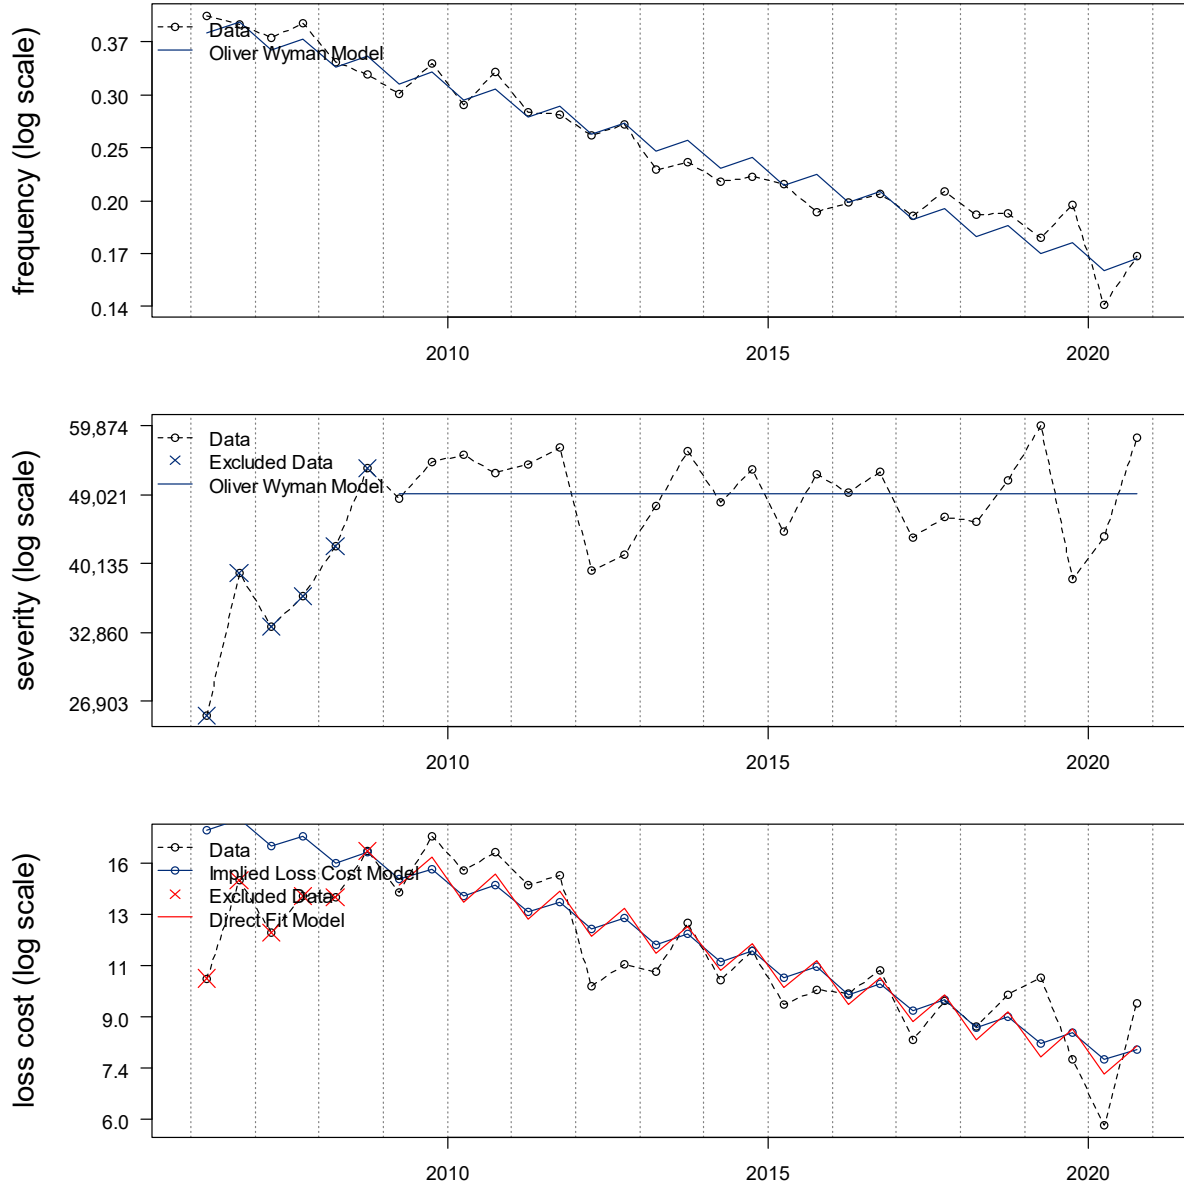 frequency (log scale)
0.37
0.30
0.25
0.20
0.17
0.14
Data
Oliver Wyman Model
2010
2015
2020
severity (log scale)
59,874
49,021
40,135
32,860
26,903
Data
Excluded Data
Oliver Wyman Model
2010
2015
2020
loss cost (log scale)
16
13
11
9.0
7.4
6.0
Data
Implied Loss Cost Model
Excluded Data
Direct Fit Model
2010
2015
2020